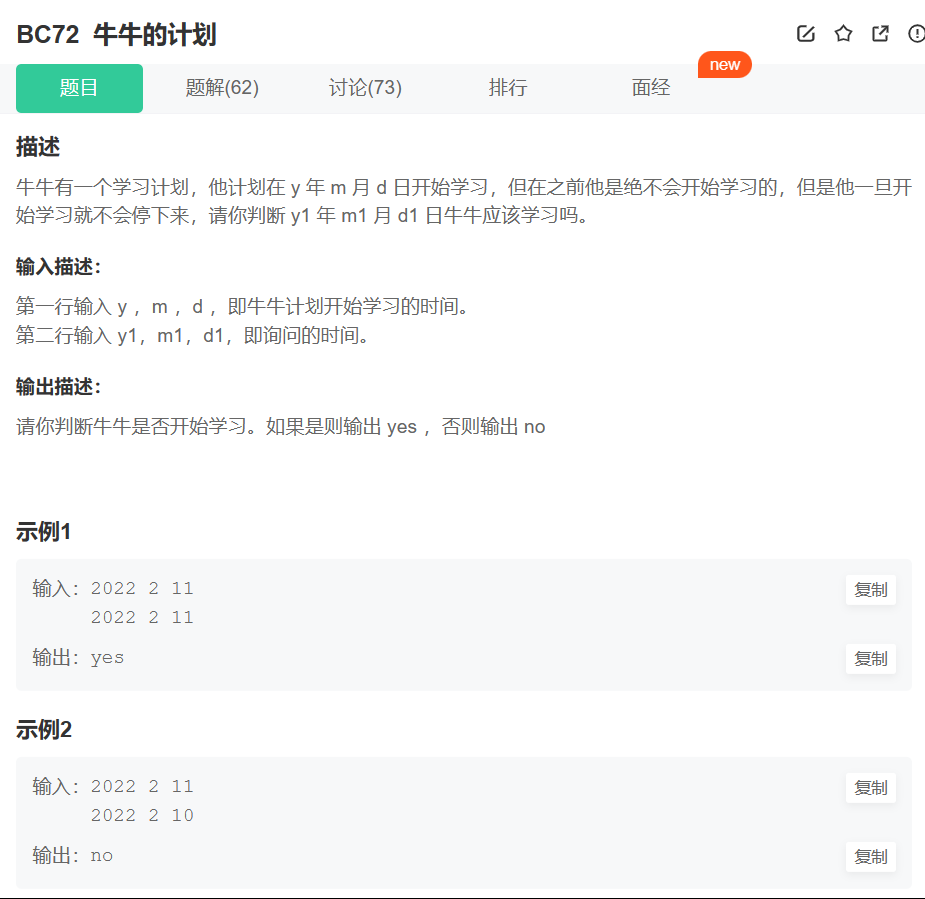 BC72 牛牛的计划
题目 题解(62) 讨论(73) 排行 面经 new
描述
牛牛有一个学习计划，他计划在 y 年 m 月 d 日开始学习，但在之前他是绝不会开始学习的，但是他一旦开
始学习就不会停下来，请你判断 y1 年 m1 月 d1 日牛牛应该学习吗。
输入描述：
第一行输入 y ，m ，d ，即牛牛计划开始学习的时间。
第二行输入 y1，m1，d1，即询问的时间。
输出描述：
请你判断牛牛是否开始学习。如果是则输出 yes ，否则输出 no
示例1
输入：2022 2 11 复制
2022 2 11
输出：yes 复制
示例2
输入：2022 2 11 复制
2022 2 10
输出：no 复制